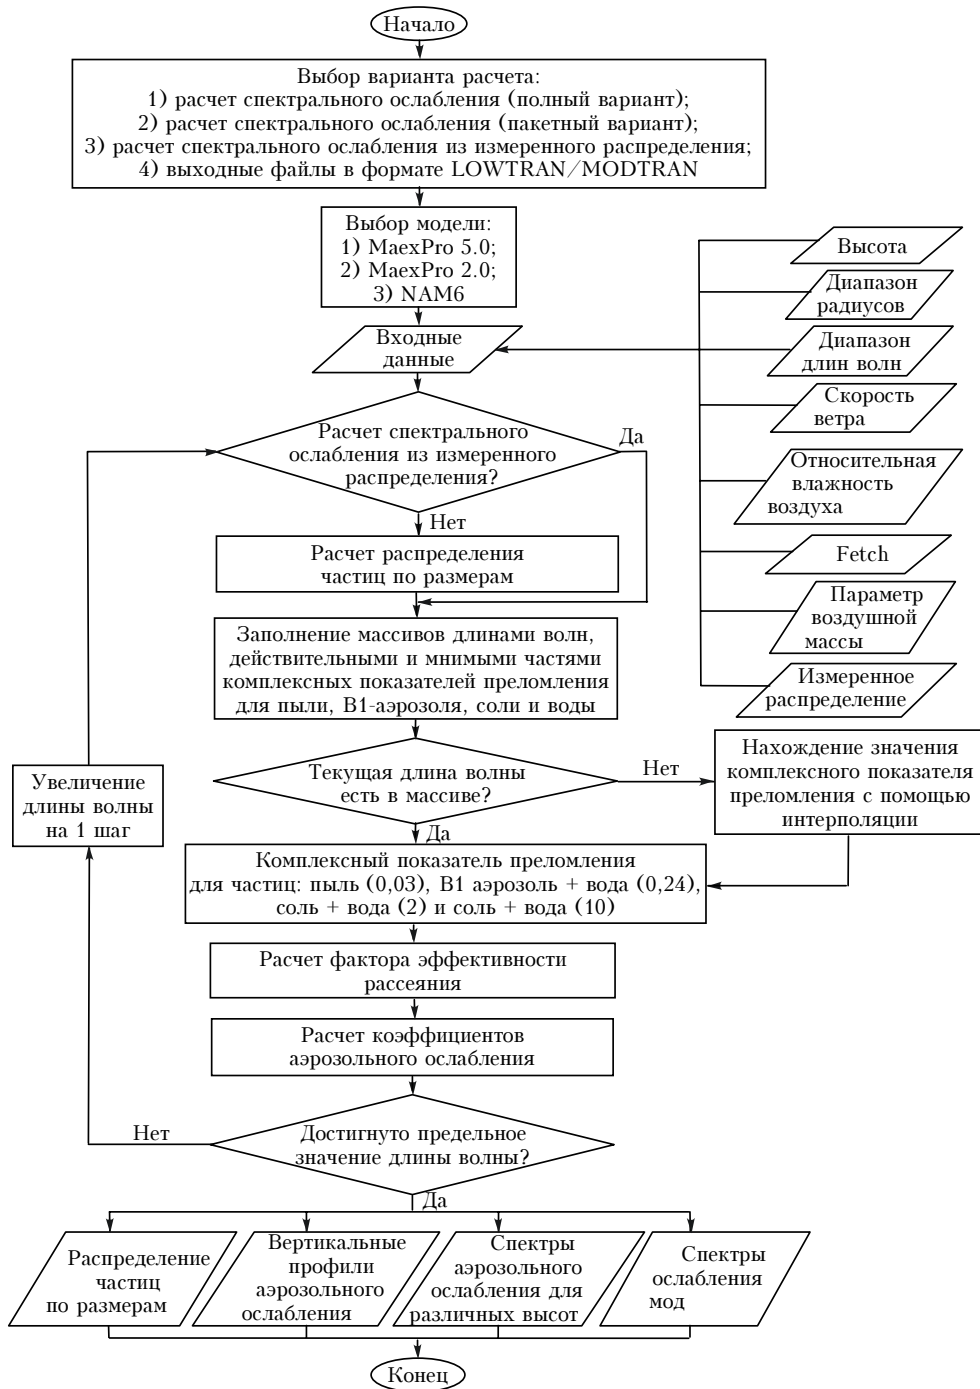 Начало
Выбор варианта расчета:
1) расчет спектрального ослабления (полный вариант);
2) расчет спектрального ослабления (пакетный вариант);
3) расчет спектрального ослабления из измеренного распределения;
4) выходные файлы в формате LOWTRAN/MODTRAN
Выбор модели:
1) MaexPro 5.0;
2) MaexPro 2.0;
3) NAM6
Входные
данные
Высота
Диапазон
радиусов
Диапазон
длин волн
Скорость
ветра
Относительная
влажность
воздуха
Fetch
Параметр
воздушной
массы
Измеренное
распределение
Расчет спектрального
ослабления из измеренного
распределения?
Да
Нет
Расчет распределения
частиц по размерам
Заполнение массивов длинами волн,
действительными и мнимыми частями
комплексных показателей преломления
для пыли, В1-аэрозоля, соли и воды
Текущая длина волны
есть в массиве?
Нет
Да
Нахождение значения
комплексного показателя
преломления с помощью
интерполяции
Увеличение
длины волны
на 1 шаг
Комплексный показатель преломления
для частиц: пыль (0,03), В1 аэрозоль + вода (0,24),
соль + вода (2) и соль + вода (10)
Расчет фактора эффективности
рассеяния
Расчет коэффициентов
аэрозольного ослабления
Достигнуто предельное
значение длины волны?
Нет
Да
Распределение
частиц
по размерам
Вертикальные
профили
аэрозольного
ослабления
Спектры
аэрозольного
ослабления для
различных высот
Спектры
ослабления
мод
Конец